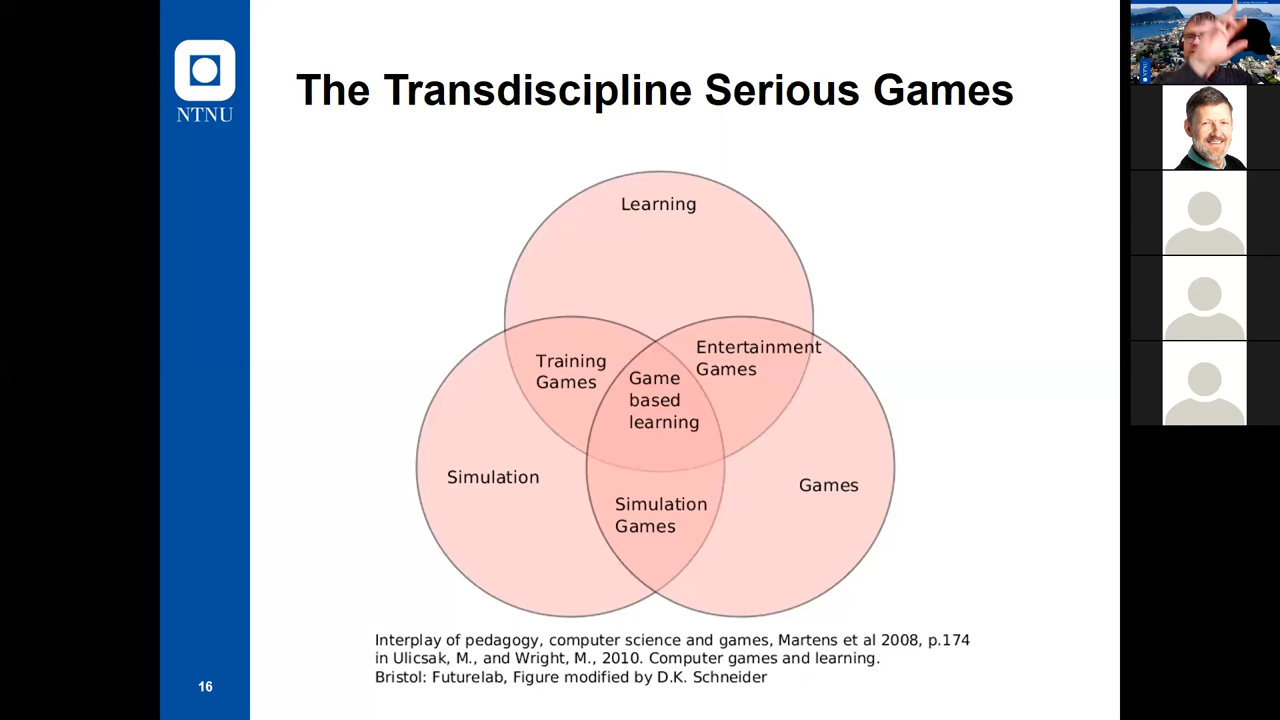 NTNU
The Transdiscipline Serious Games
Learning
Training
Games
Entertainment
Games
Game
based
learning
Simulation
Games
Simulation
Games
Interplay of pedagogy, computer science and games, Martens et al 2008, p.174
in Ulicsak, M., and Wright, M., 2010. Computer games and learning.
Bristol: Futurelab, Figure modified by D.K. Schneider
16